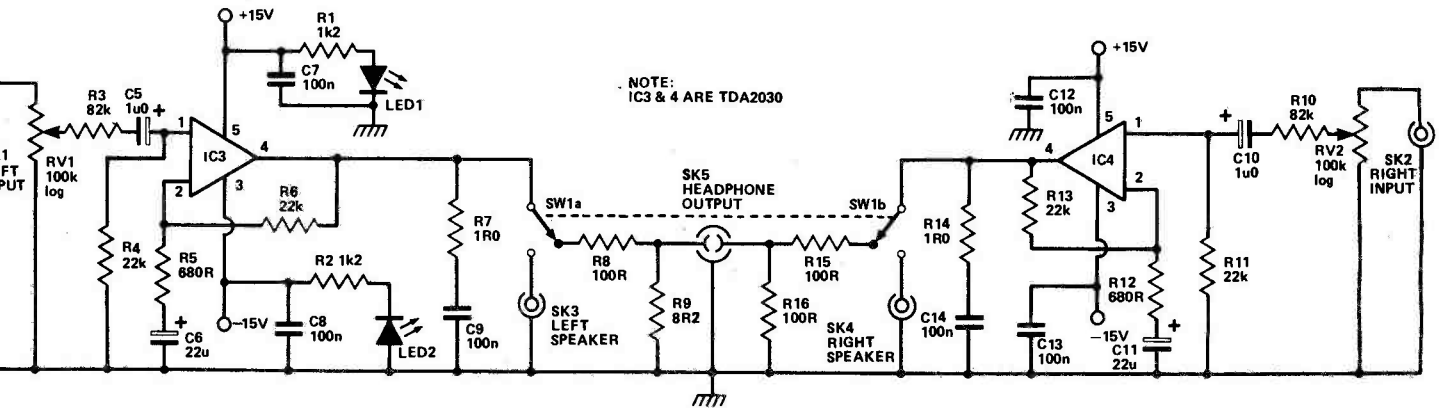 +15V
R1
1k2
C7
100n
LED1
R3
82k
C5
1u0
+
1
5
IC3
4
2
3
RV1
100k
log
1
FT
PUT
R6
22k
R4
22k
R5
680R
+
C6
22u
R2 1k2
–15V
C8
100n
LED2
R7
1R0
C9
100n
NOTE:
IC3 & 4 ARE TDA2030
SK5
HEADPHONE
OUTPUT
SW1a
SW1b
R8
100R
R15
100R
R9
8R2
R16
100R
SK3
LEFT
SPEAKER
SK4
RIGHT
SPEAKER
+15V
C12
100n
5
1
4
IC4
2
3
R14
1R0
R13
22k
C14
100n
C13
100n
–15V
R12
680R
+
C11
22u
R11
22k
+
C10
1u0
R10
82k
RV2
100k
log
SK2
RIGHT
INPUT